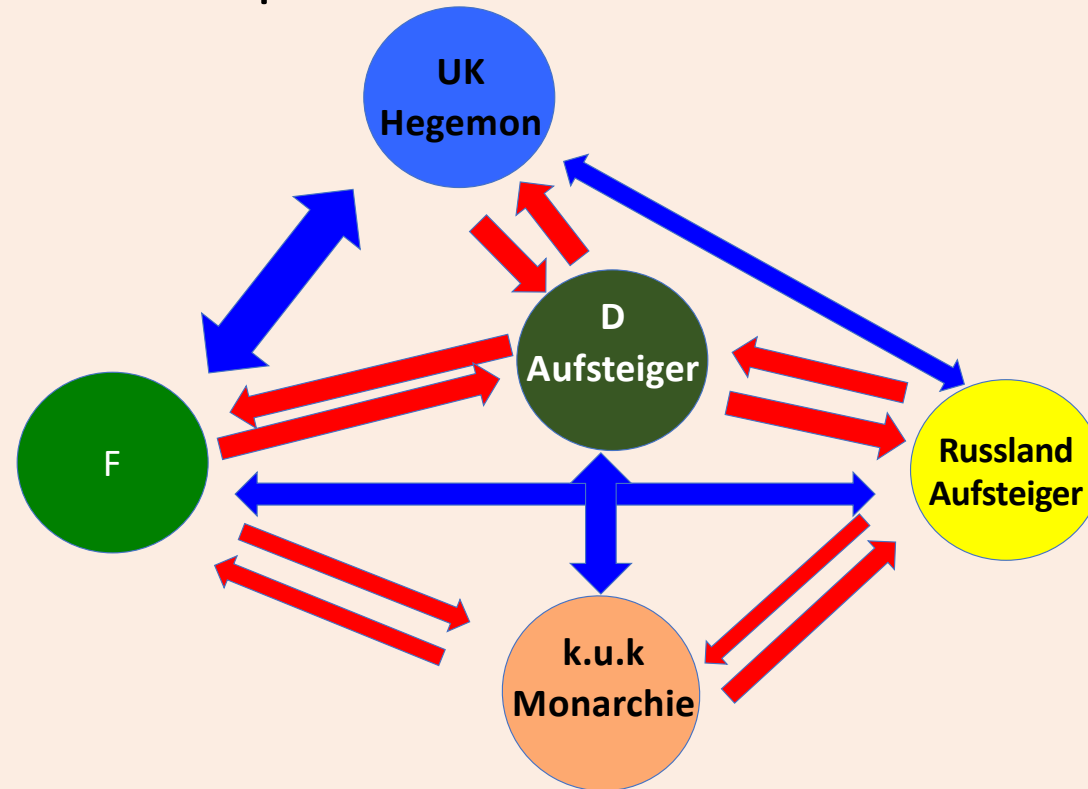 UK
Hegemon
D
Aufsteiger
F
Russland
Aufsteiger
k.u.k
Monarchie